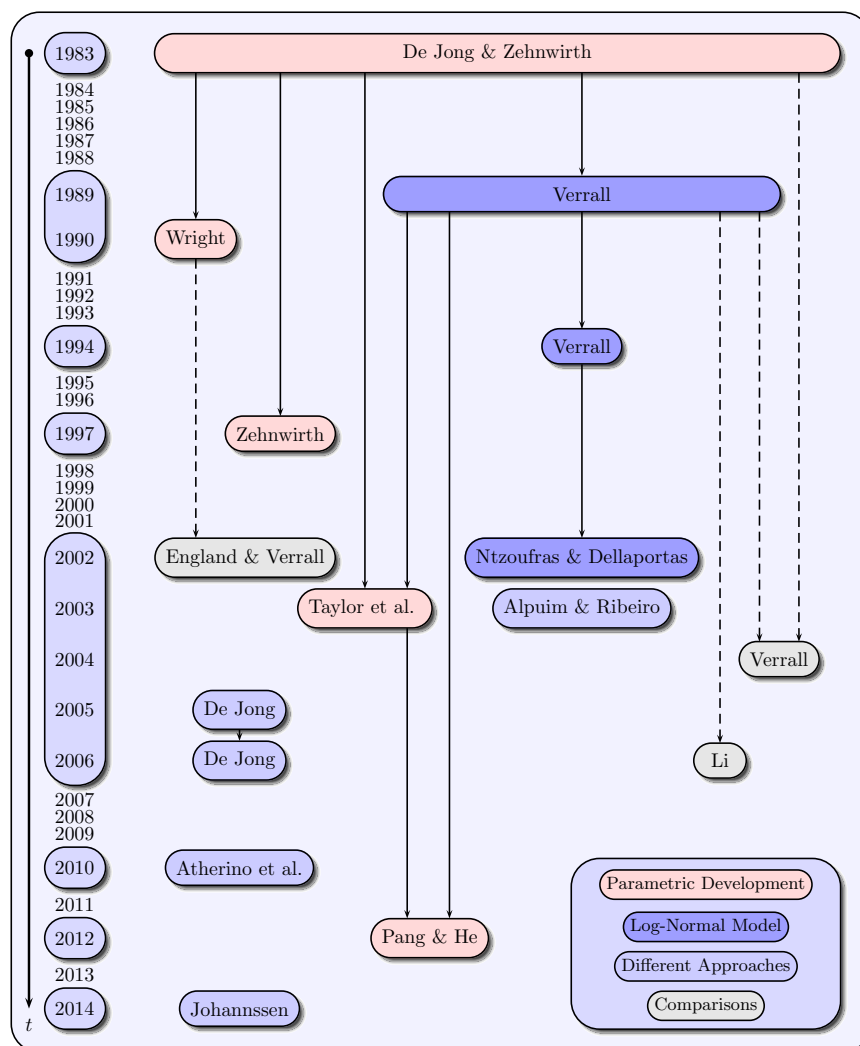 1983 De Jong & Zehnwirth
1984
1985
1986
1987
1988
1989 Verrall
1990 Wright
1991
1992
1993
1994 Verrall
1995
1996
1997 Zehnwirth
1998
1999
2000
2001
2002 England & Verrall Ntzoufras & Dellaportas
2003 Taylor et al. Alpuim & Ribeiro
2004 Verrall
2005 De Jong
2006 De Jong Li
2007
2008
2009
2010 Atherino et al.
2011
2012 Pang & He
2013
2014 Johannssen
t
Parametric Development
Log-Normal Model
Different Approaches
Comparisons